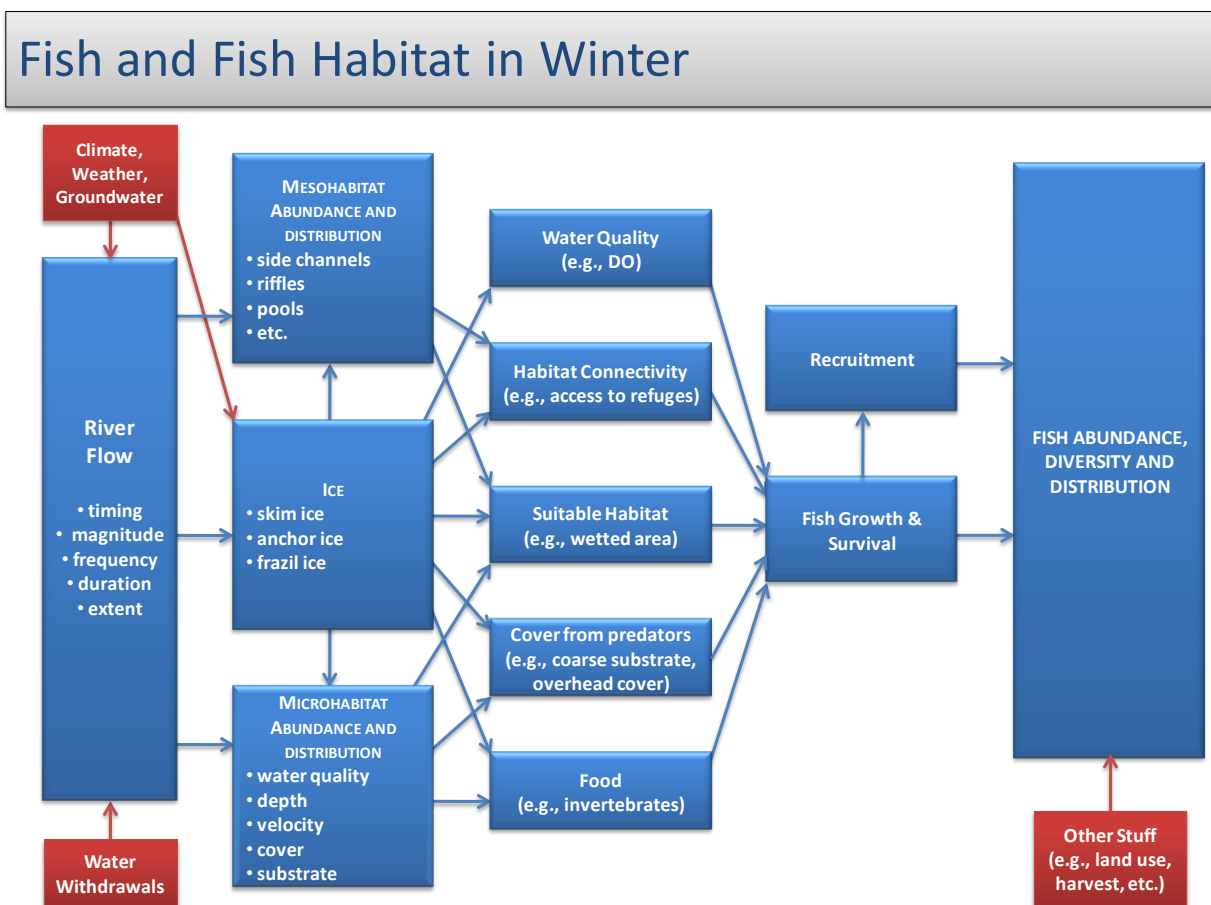 Fish and Fish Habitat in Winter
Climate,
Weather,
Groundwater
River
Flow
• timing
• magnitude
• frequency
• duration
• extent
Water
Withdrawals
MESOHABITAT
ABUNDANCE AND
DISTRIBUTION
• side channels
• riffles
• pools
• etc.
ICE
• skim ice
• anchor ice
• frazil ice
MICROHABITAT
ABUNDANCE AND
DISTRIBUTION
• water quality
• depth
• velocity
• cover
• substrate
Water Quality
(e.g., DO)
Habitat Connectivity
(e.g., access to refuges)
Suitable Habitat
(e.g., wetted area)
Cover from predators
(e.g., coarse substrate,
overhead cover)
Food
(e.g., invertebrates)
Recruitment
Fish Growth &
Survival
FISH ABUNDANCE,
DIVERSITY AND
DISTRIBUTION
Other Stuff
(e.g., land use,
harvest, etc.)